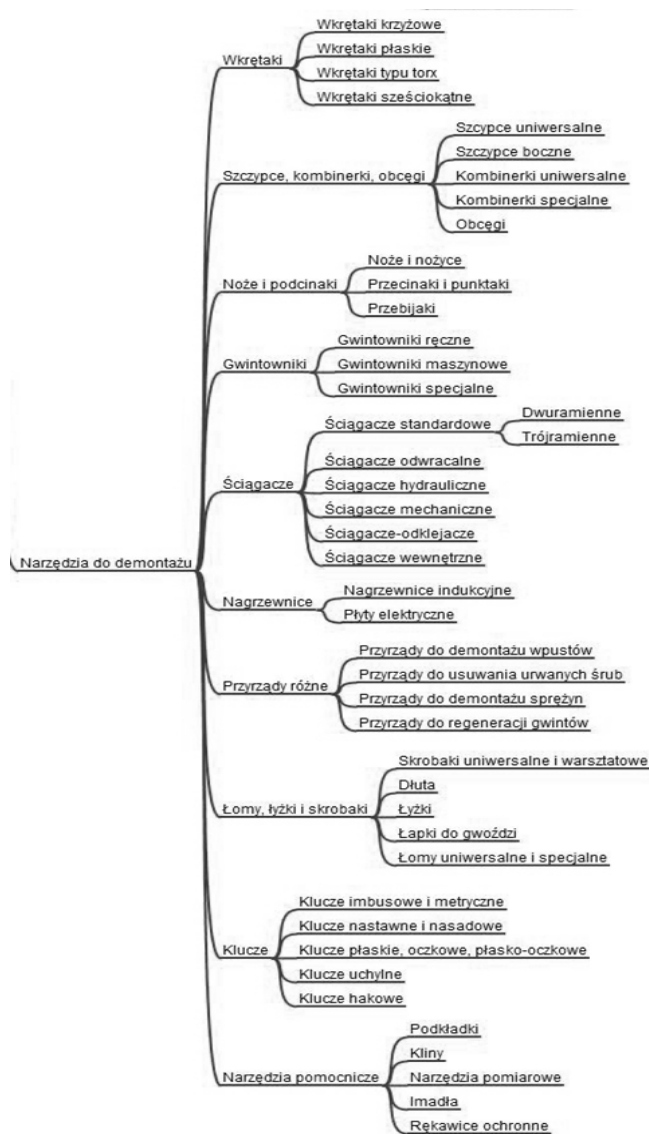 Narzędzia do demontażu
Wkrętaki
Wkrętaki krzyżowe
Wkrętaki płaskie
Wkrętaki typu torx
Wkrętaki sześciokątne
Szczypce, kombinerki, obcęgi
Szcypce uniwersalne
Szczypce boczne
Kombinerki uniwersalne
Kombinerki specjalne
Obcęgi
Noże i podcinaki
Noże i nożyce
Przecinaki i punktaki
Przebijaki
Gwintowniki
Gwintowniki ręczne
Gwintowniki maszynowe
Gwintowniki specjalne
Ściągacze
Ściągacze standardowe
Dwuramienne
Trójramienne
Ściągacze odwracalne
Ściągacze hydrauliczne
Ściągacze mechaniczne
Ściągacze-odklejacze
Ściągacze wewnętrzne
Nagrzewnice
Nagrzewnice indukcyjne
Płyty elektryczne
Przyrządy różne
Przyrządy do demontażu wpustów
Przyrządy do usuwania urwanych śrub
Przyrządy do demontażu sprężyn
Przyrządy do regeneracji gwintów
Łomy, łyżki i skrobaki
Skrobaki uniwersalne i warsztatowe
Dłuta
Łyżki
Łapki do gwoździ
Łomy uniwersalne i specjalne
Klucze
Klucze imbusowe i metryczne
Klucze nastawne i nasadowe
Klucze płaskie, oczkowe, płasko-oczkowe
Klucze uchylne
Klucze hakowe
Narzędzia pomocnicze
Podkładki
Kliny
Narzędzia pomiarowe
Imadła
Rękawice ochronne